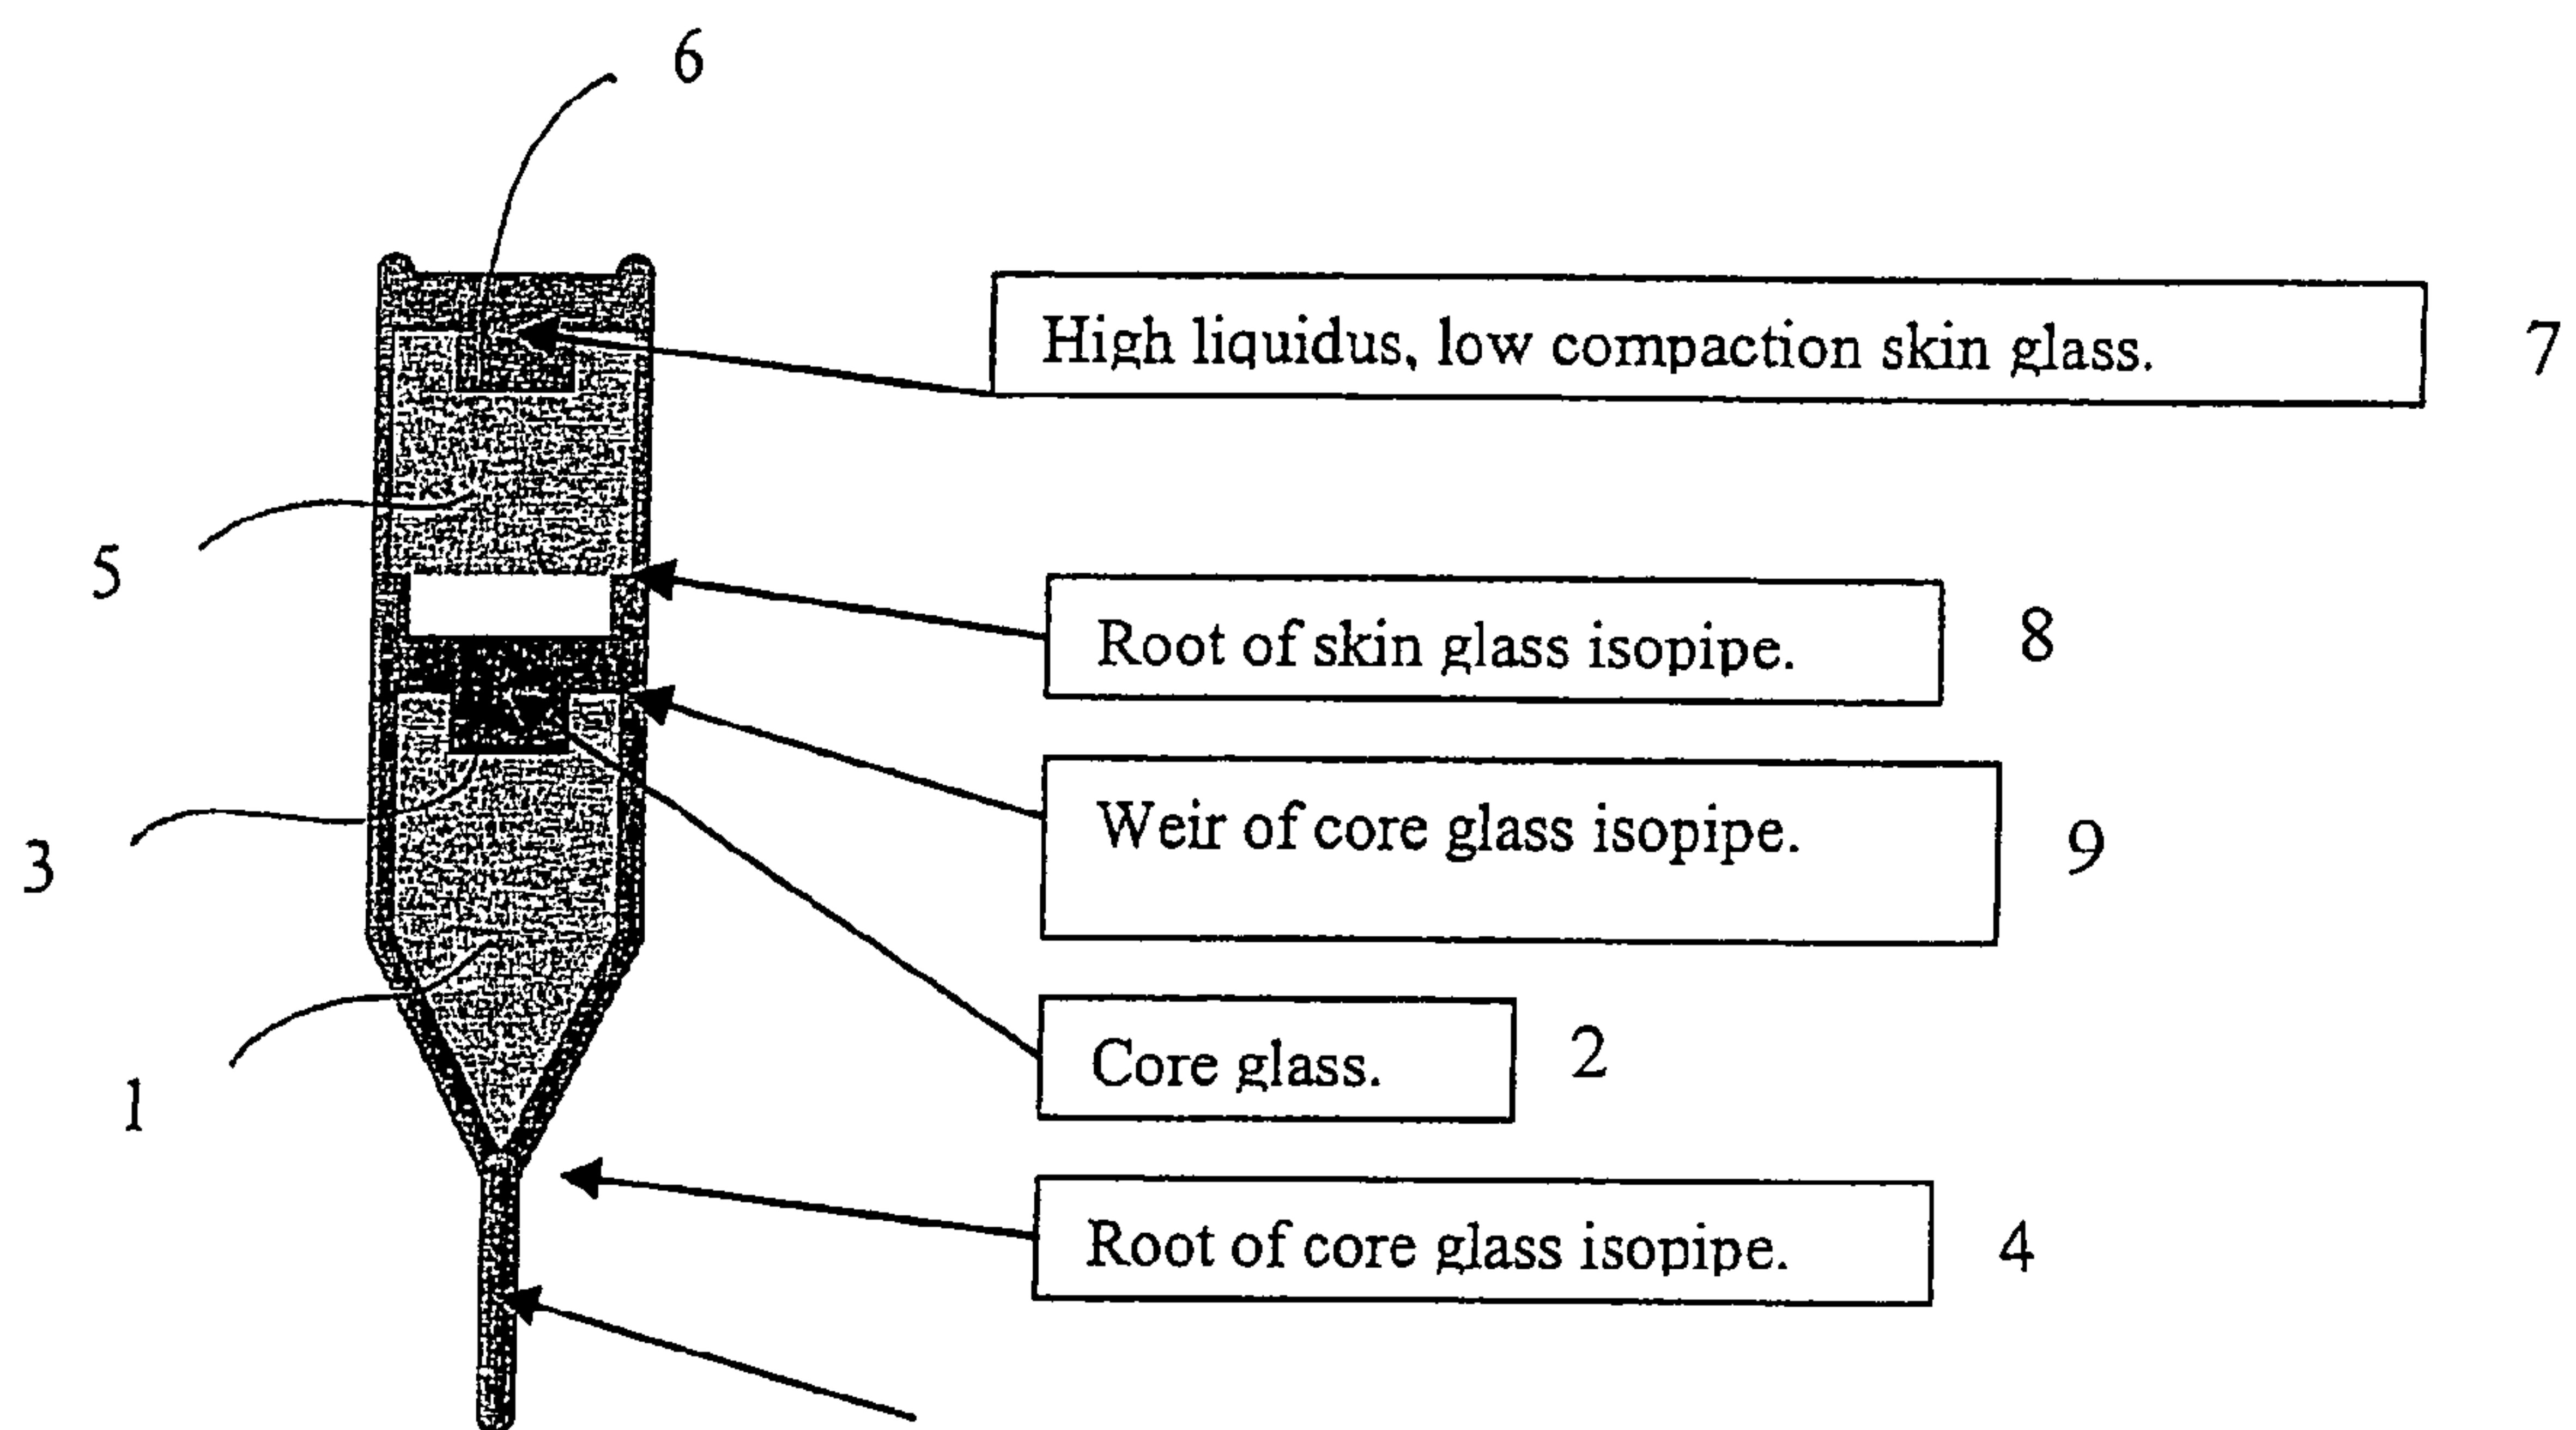 6
High liquidus, low compaction skin glass. 7
5
Root of skin glass isopipe. 8
Weir of core glass isopipe. 9
3
Core glass. 2
1
Root of core glass isopipe. 4